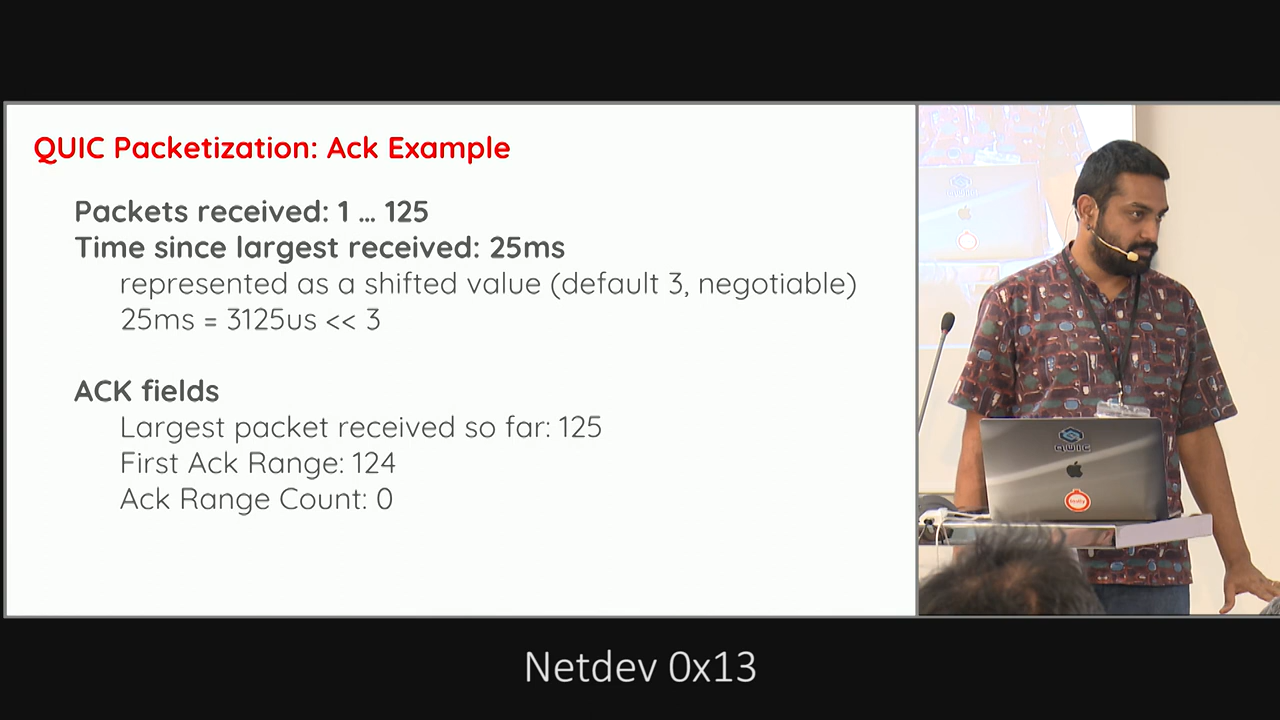 QUIC Packetization: Ack Example
Packets received: 1 ... 125
Time since largest received: 25ms
represented as a shifted value (default 3, negotiable)
25ms = 3125us << 3
ACK fields
Largest packet received so far: 125
First Ack Range: 124
Ack Range Count: 0
QUIC
Netdev 0x13